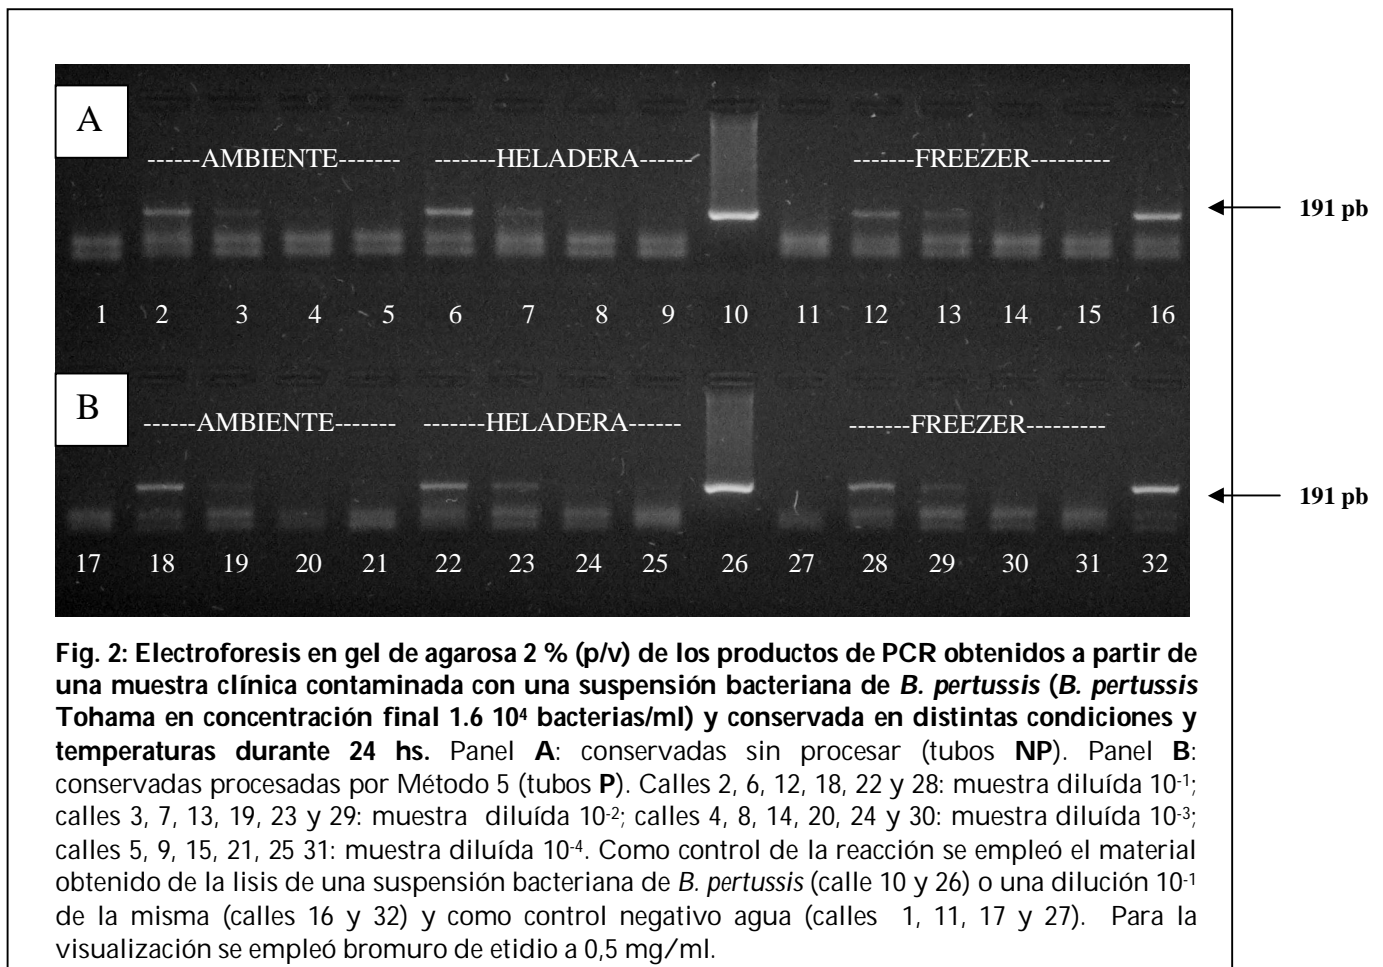 A
------AMBIENTE-------
-------HELADERA------
-------FREEZER---------
191 pb
1 2 3 4 5 6 7 8 9 10 11 12 13 14 15 16
B
------AMBIENTE-------
-------HELADERA------
-------FREEZER---------
191 pb
17 18 19 20 21 22 23 24 25 26 27 28 29 30 31 32
Fig. 2: Electroforesis en gel de agarosa 2 % (p/v) de los productos de PCR obtenidos a partir de
una muestra clínica contaminada con una suspensión bacteriana de B. pertussis (B. pertussis
Tohama en concentración final 1.6 10⁴ bacterias/ml) y conservada en distintas condiciones y
temperaturas durante 24 hs. Panel A: conservadas sin procesar (tubos NP). Panel B:
conservadas procesadas por Método 5 (tubos P). Calles 2, 6, 12, 18, 22 y 28: muestra diluída 10⁻¹;
calles 3, 7, 13, 19, 23 y 29: muestra diluída 10⁻²; calles 4, 8, 14, 20, 24 y 30: muestra diluída 10⁻³;
calles 5, 9, 15, 21, 25 31: muestra diluída 10⁻⁴. Como control de la reacción se empleó el material
obtenido de la lisis de una suspensión bacteriana de B. pertussis (calle 10 y 26) o una dilución 10⁻¹
de la misma (calles 16 y 32) y como control negativo agua (calles 1, 11, 17 y 27). Para la
visualización se empleó bromuro de etidio a 0,5 mg/ml.